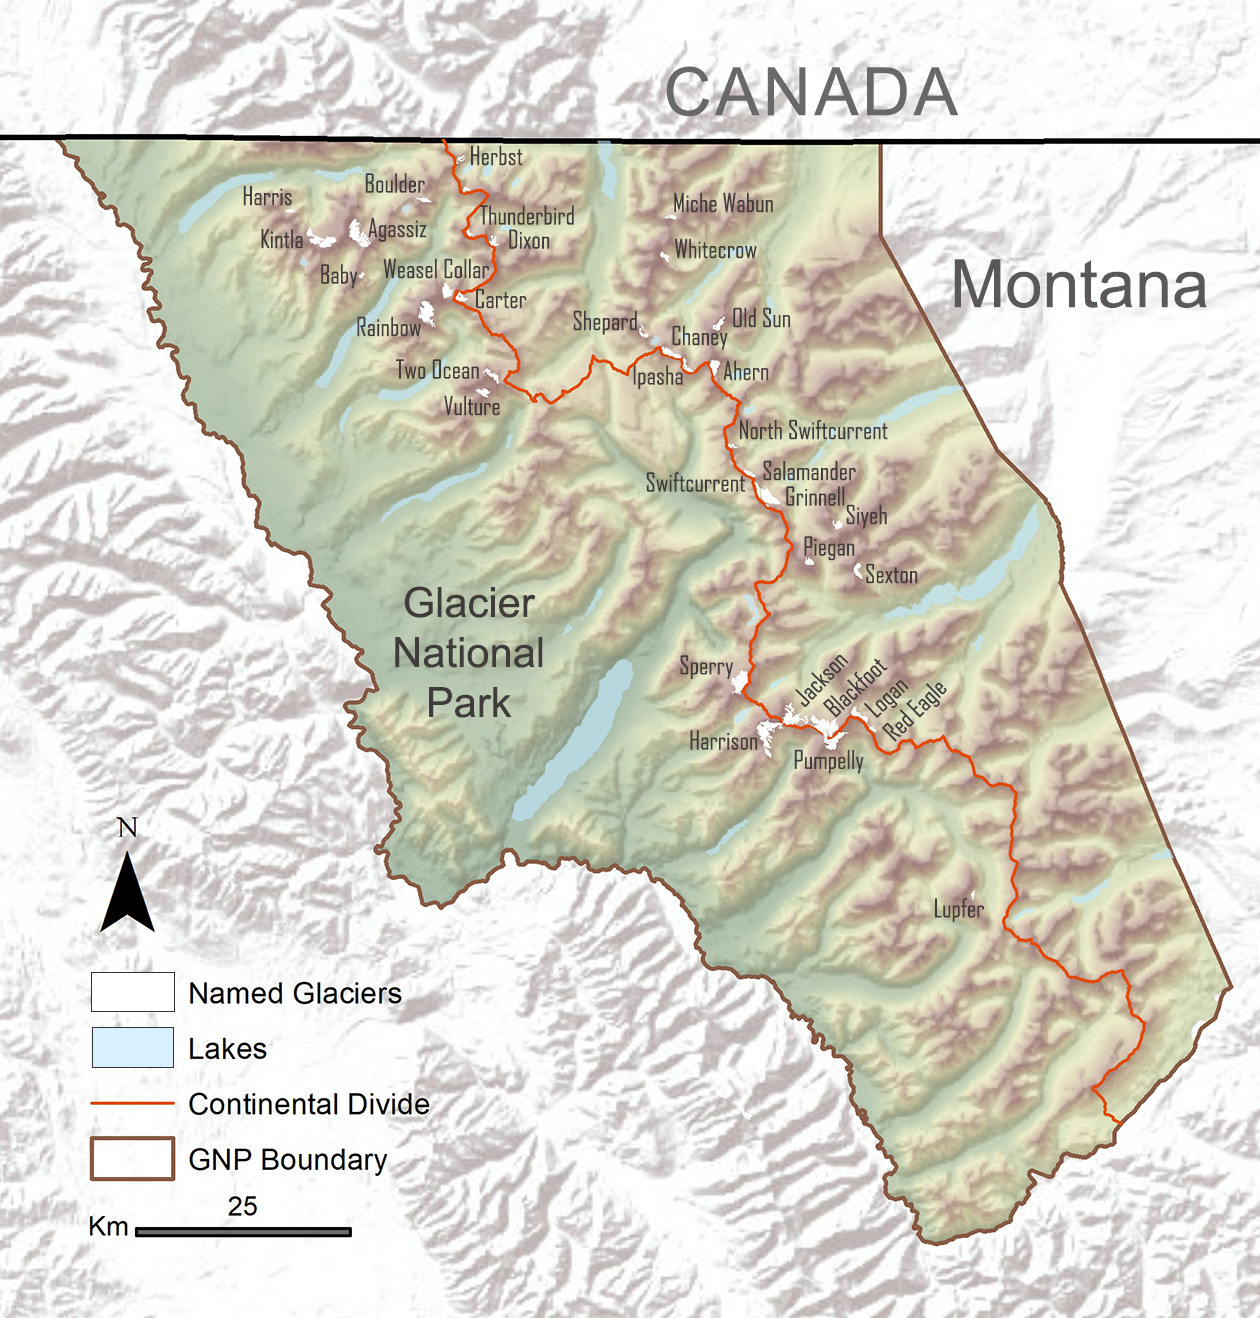 CANADA
Herbst
Boulder
Harris
Miche Wabun
Thunderbird
Agassiz
Kintla
Dixon
Whitecrow
Weasel Collar
Baby
Montana
Carter
Rainbow
Shepard
Old Sun
Chaney
Two Ocean
Ipasha
Ahern
Vulture
North Swiftcurrent
Salamander
Swiftcurrent
Grinnell
Siyeh
Piegan
Sexton
Glacier
National
Park
Sperry
Jackson
Blackfoot
Logan
Red Eagle
Harrison
Pumpelly
N
Lupfer
Named Glaciers
Lakes
Continental Divide
GNP Boundary
25
Km